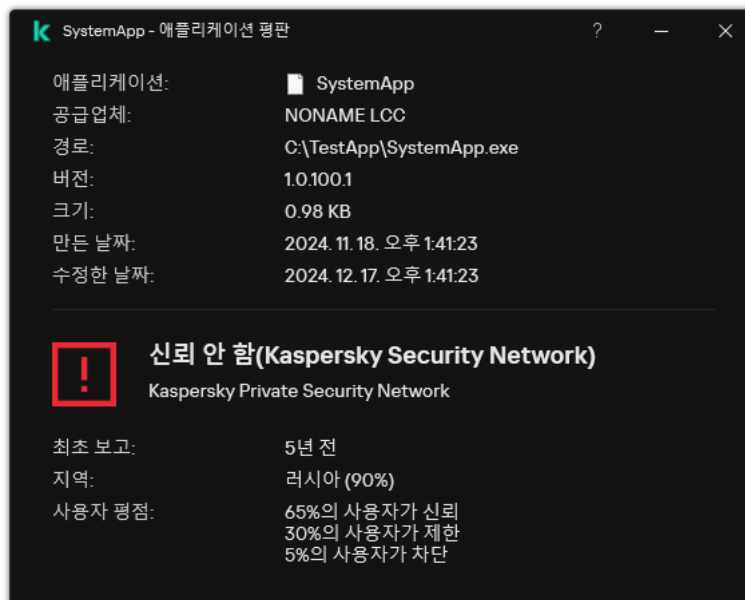 SystemApp - 애플리케이션 평판
애플리케이션: SystemApp
공급업체: NONAME LCC
경로: C:\TestApp\SystemApp.exe
버전: 1.0.100.1
크기: 0.98 KB
만든 날짜: 2024. 11. 18. 오후 1:41:23
수정한 날짜: 2024. 12. 17. 오후 1:41:23
신뢰 안 함(Kaspersky Security Network)
Kaspersky Private Security Network
최초 보고: 5년 전
지역: 러시아 (90%)
사용자 평점: 65%의 사용자가 신뢰
30%의 사용자가 제한
5%의 사용자가 차단